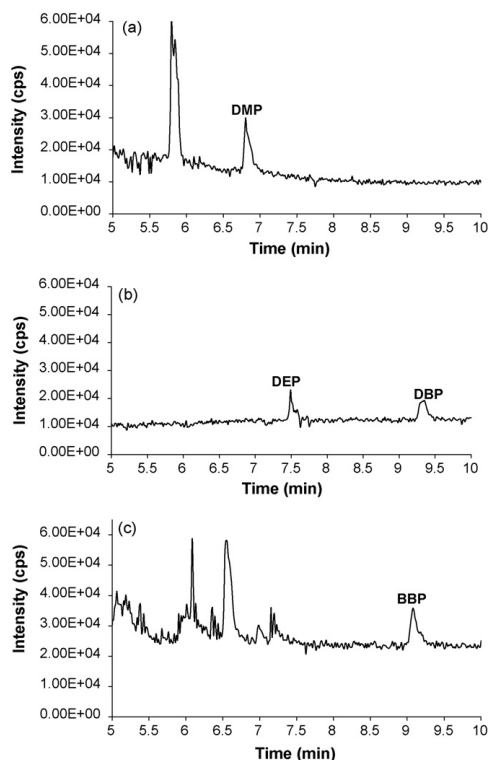 (a)
6.00E+04
5.00E+04
4.00E+04
3.00E+04
2.00E+04
1.00E+04
0.00E+00
Intensity (cps)
DMP
5 5.5 6 6.5 7 7.5 8 8.5 9 9.5 10
Time (min)
(b)
6.00E+04
5.00E+04
4.00E+04
3.00E+04
2.00E+04
1.00E+04
0.00E+00
Intensity (cps)
DEP DBP
5 5.5 6 6.5 7 7.5 8 8.5 9 9.5 10
Time (min)
(c)
6.00E+04
5.00E+04
4.00E+04
3.00E+04
2.00E+04
1.00E+04
0.00E+00
Intensity (cps)
BBP
5 5.5 6 6.5 7 7.5 8 8.5 9 9.5 10
Time (min)